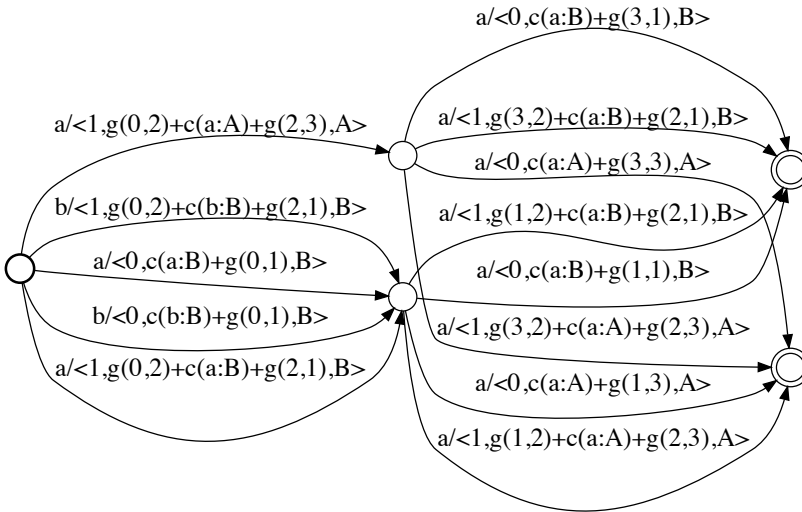 a/<0,c(a:B)+g(3,1),B>
a/<1,g(0,2)+c(a:A)+g(2,3),A>
a/<1,g(3,2)+c(a:B)+g(2,1),B>
a/<0,c(a:A)+g(3,3),A>
b/<1,g(0,2)+c(b:B)+g(2,1),B>
a/<1,g(1,2)+c(a:B)+g(2,1),B>
a/<0,c(a:B)+g(0,1),B>
a/<0,c(a:B)+g(1,1),B>
b/<0,c(b:B)+g(0,1),B>
a/<1,g(3,2)+c(a:A)+g(2,3),A>
a/<1,g(0,2)+c(a:B)+g(2,1),B>
a/<0,c(a:A)+g(1,3),A>
a/<1,g(1,2)+c(a:A)+g(2,3),A>